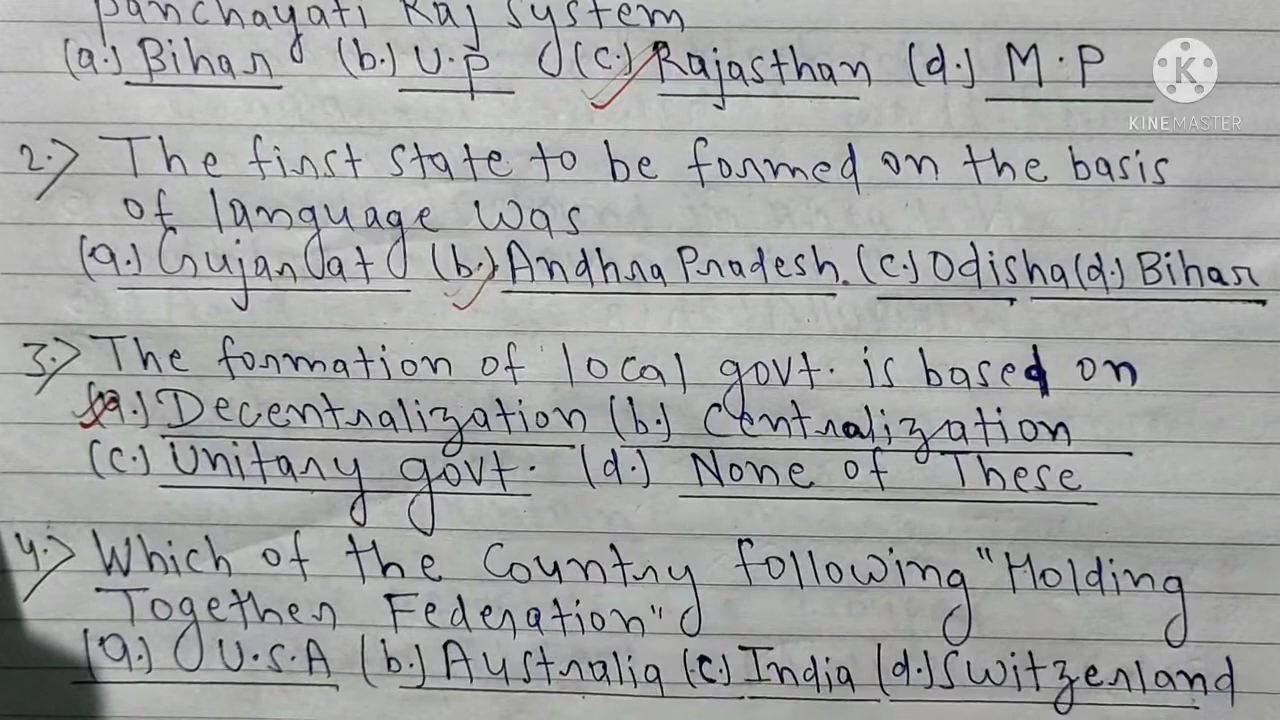 Panchayati Raj System
(a.) Bihar (b.) U.P (c.) Rajasthan (d.) M.P
KINEMASTER
2.> The first state to be formed on the basis
of language was
(a.) Gujarat (b.) Andhra Pradesh. (c.) Odisha (d.) Bihar
3.> The formation of local govt. is based on
(a.) Decentralization (b.) Centralization
(c.) Unitary govt. (d.) None of These
4.> Which of the Country following "Holding
Together Federation"
(a.) U.S.A (b.) Australia (c.) India (d.) Switzerland